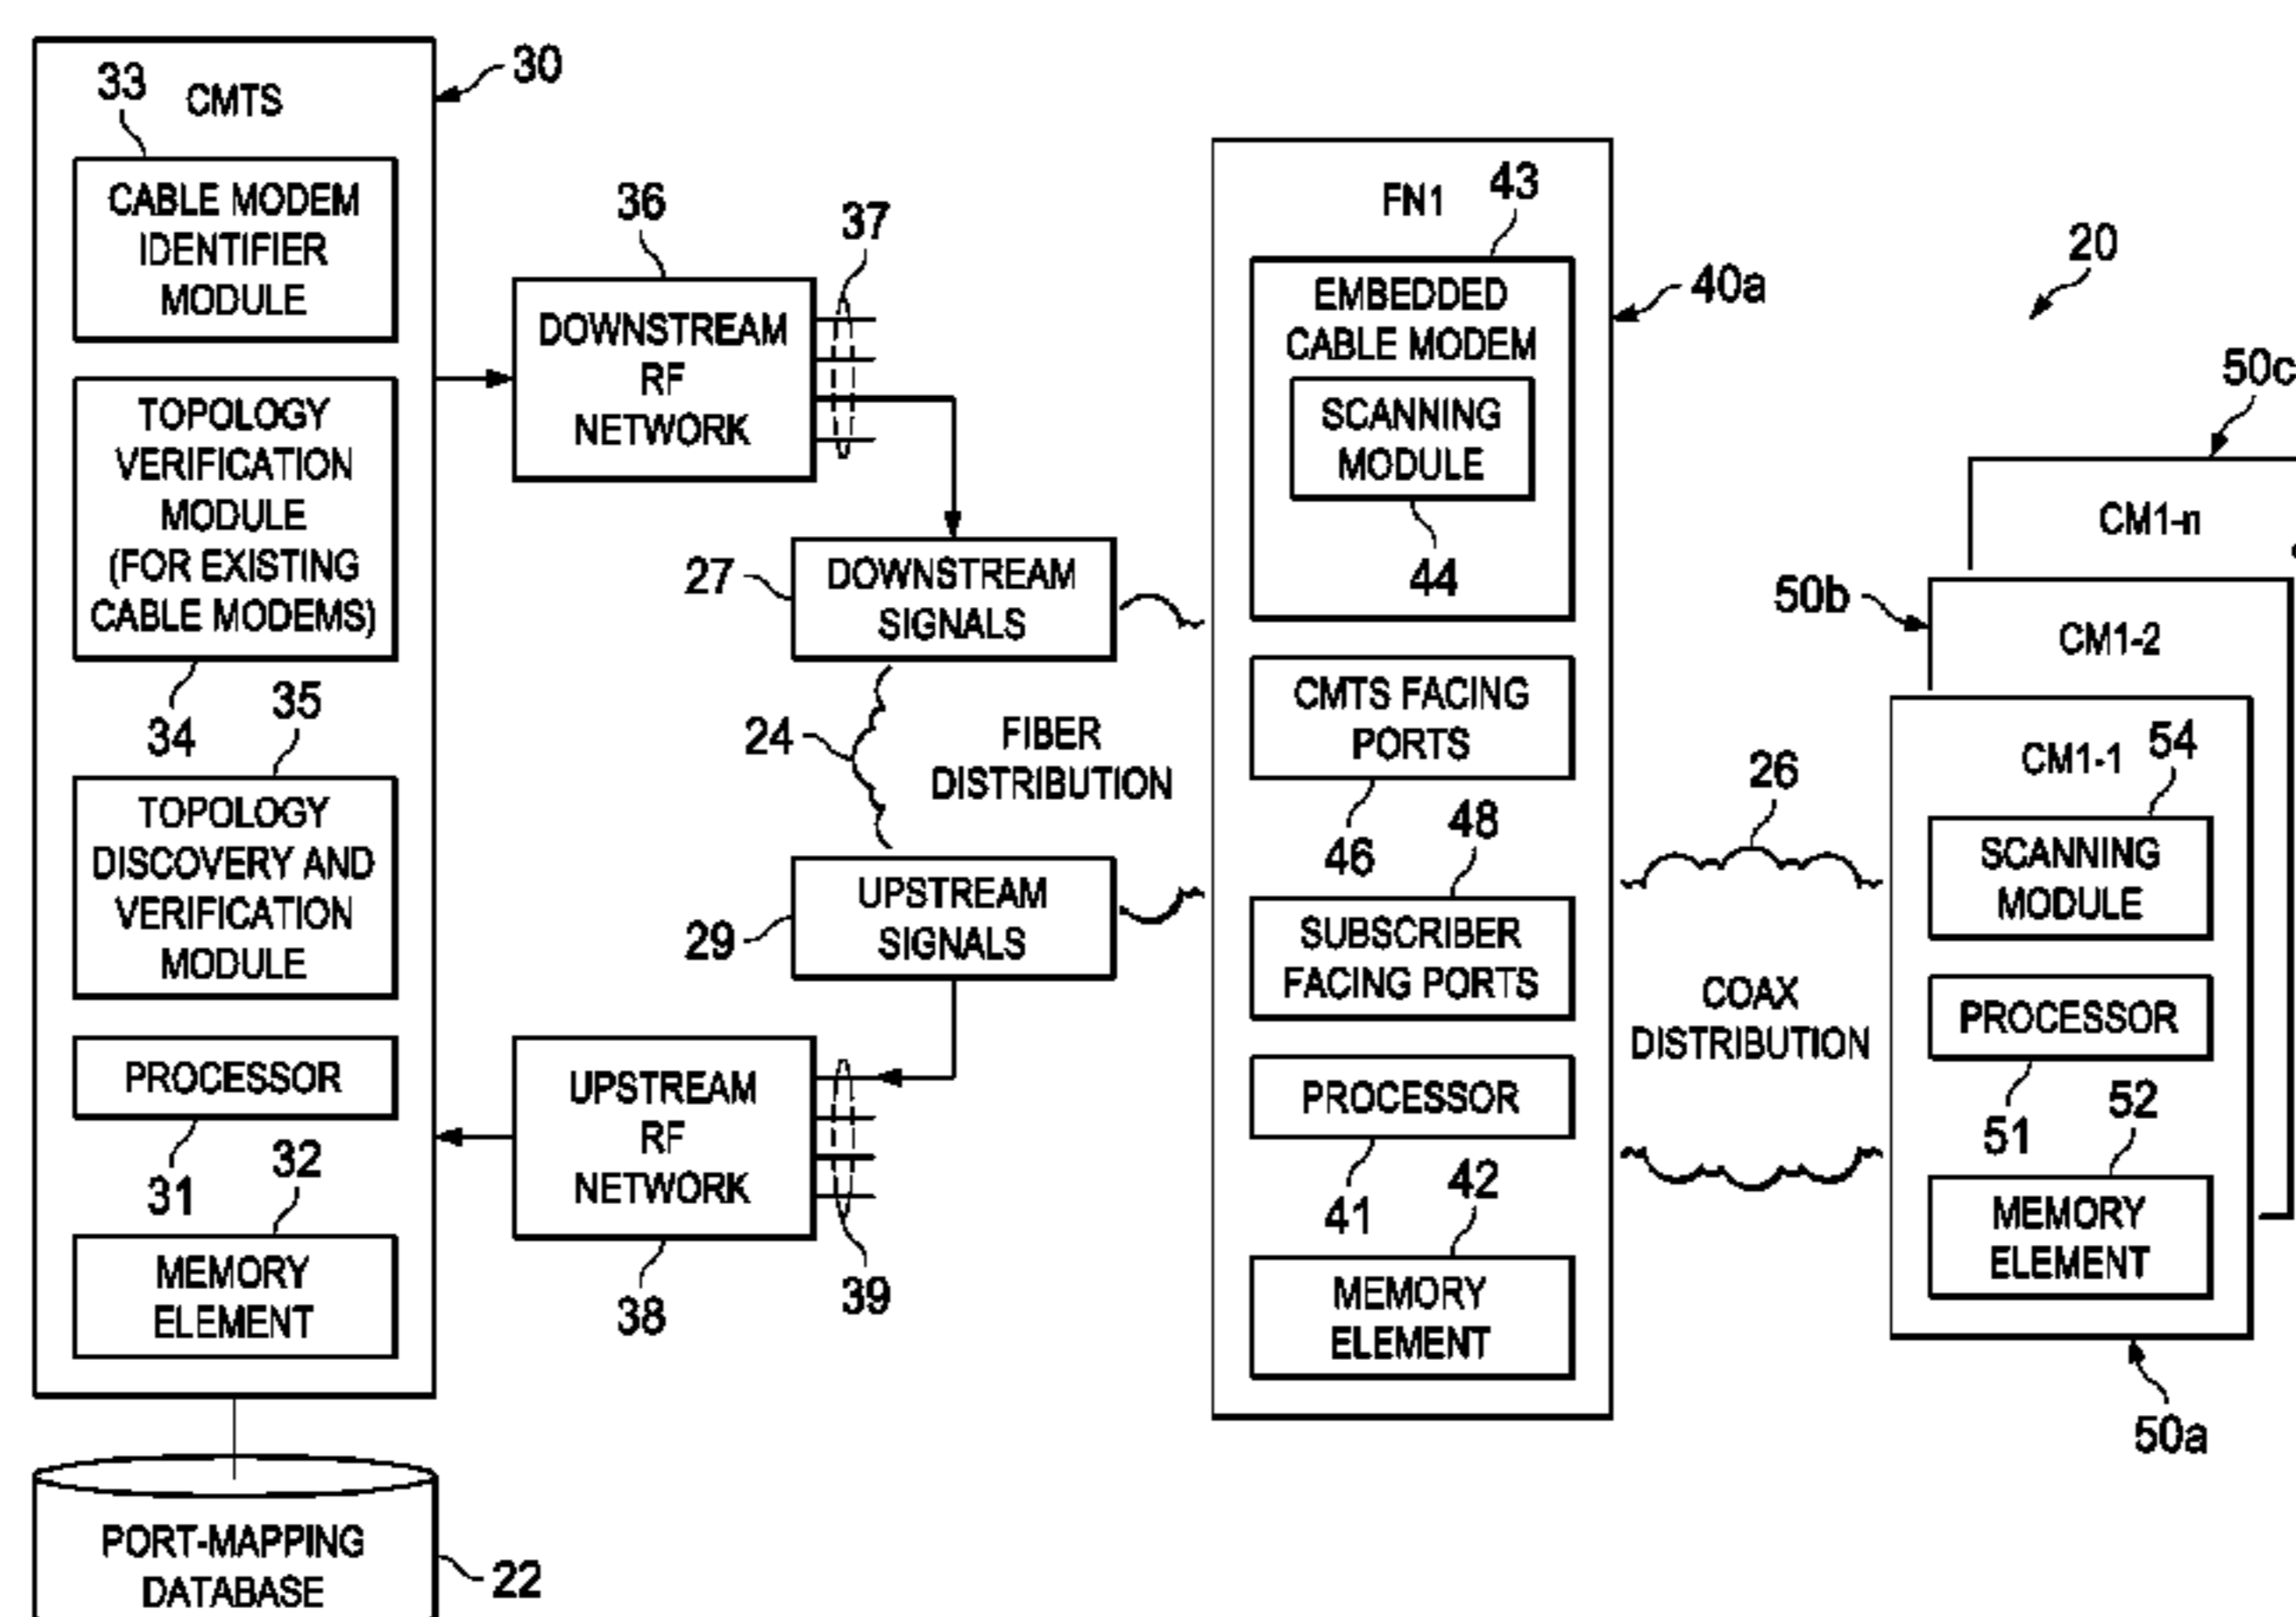 30
33
CMTS
CABLE MODEM
IDENTIFIER
MODULE
TOPOLOGY
VERIFICATION
MODULE
(FOR EXISTING
CABLE MODEMS)
34
35
TOPOLOGY
DISCOVERY AND
VERIFICATION
MODULE
PROCESSOR
31
32
MEMORY
ELEMENT
PORT-MAPPING
DATABASE
22
36
37
DOWNSTREAM
RF
NETWORK
27
DOWNSTREAM
SIGNALS
24
FIBER
DISTRIBUTION
29
UPSTREAM
SIGNALS
UPSTREAM
RF
NETWORK
38
39
FN1
43
40a
EMBEDDED
CABLE MODEM
SCANNING
MODULE
44
CMTS FACING
PORTS
46
48
SUBSCRIBER
FACING PORTS
PROCESSOR
41
42
MEMORY
ELEMENT
26
COAX
DISTRIBUTION
20
50c
CM1-n
50b
CM1-2
CM1-1
54
SCANNING
MODULE
PROCESSOR
51
52
MEMORY
ELEMENT
50a